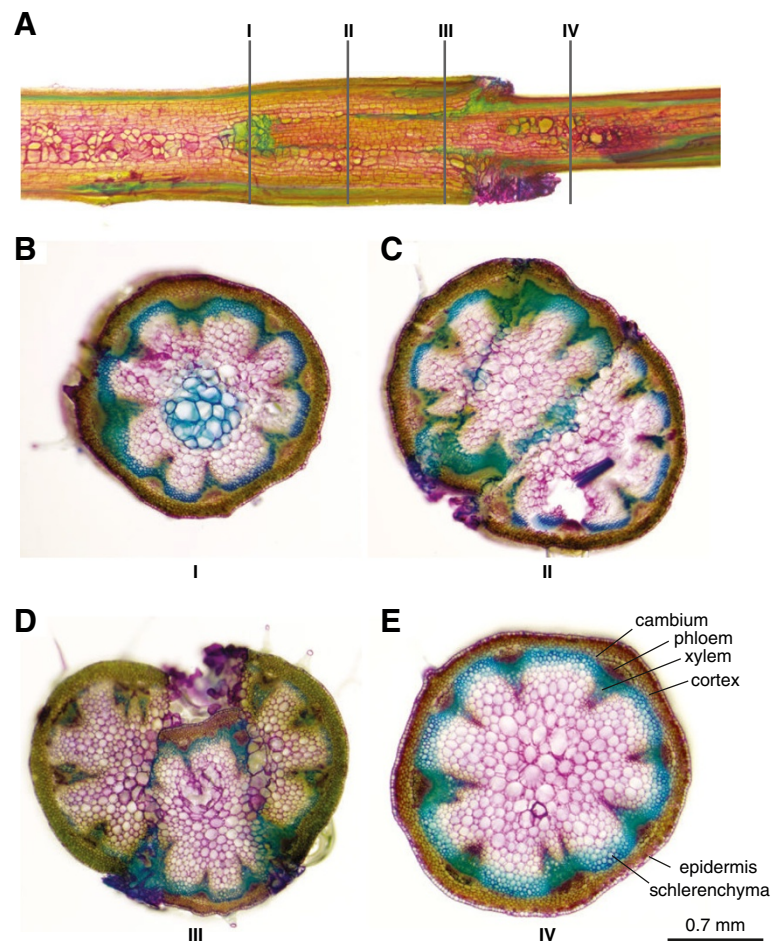 A
I II III IV
B
C
I
II
D
E
cambium
phloem
xylem
cortex
epidermis
schlerenchyma
III
IV
0.7 mm